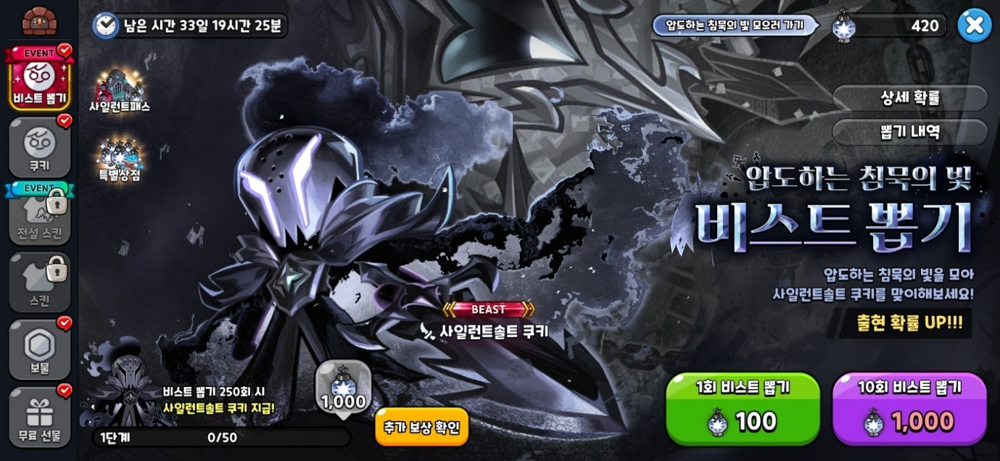 남은 시간 33일 19시간 25분
압도하는 침묵의 빛 모으러 가기
420
EVENT
비스트 뽑기
쿠키
EVENT
전설 스킨
스킨
보물
무료 선물
사일런트패스
특별상점
상세 확률
뽑기 내역
압도하는 침묵의 빛
비스트 뽑기
압도하는 침묵의 빛을 모아
사일런트솔트 쿠키를 맞이해보세요!
출현 확률 UP!!!
BEAST
사일런트솔트 쿠키
비스트 뽑기 250회 시
사일런트솔트 쿠키 지급!
1,000
1단계 0/50
추가 보상 확인
1회 비스트 뽑기
100
10회 비스트 뽑기
1,000